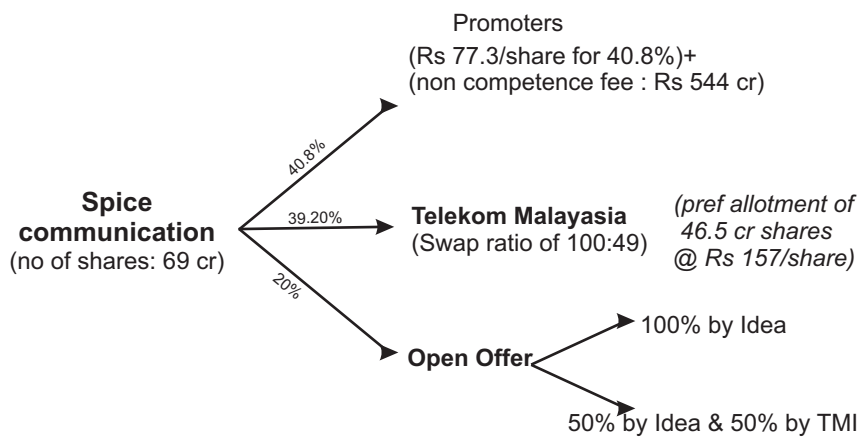 Promoters
(Rs 77.3/share for 40.8%)+
(non competence fee : Rs 544 cr)
40.8%
Spice
communication
(no of shares: 69 cr)
39.20%
Telekom Malayasia
(Swap ratio of 100:49)
(pref allotment of
46.5 cr shares
@ Rs 157/share)
20%
Open Offer
100% by Idea
50% by Idea & 50% by TMI